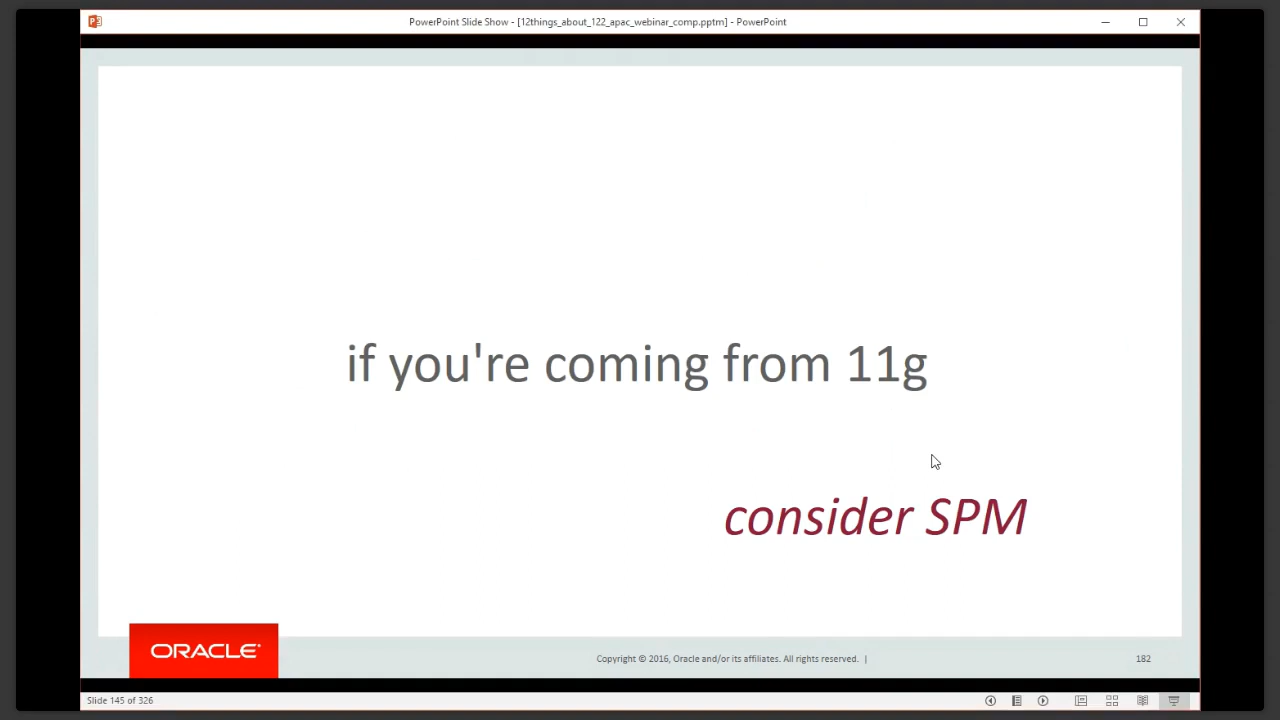 PowerPoint Slide Show - [12things_about_122_apac_webinar_comp.pptm] - PowerPoint
if you're coming from 11g
consider SPM
ORACLE®
Copyright © 2016, Oracle and/or its affiliates. All rights reserved. |
182
Slide 145 of 326